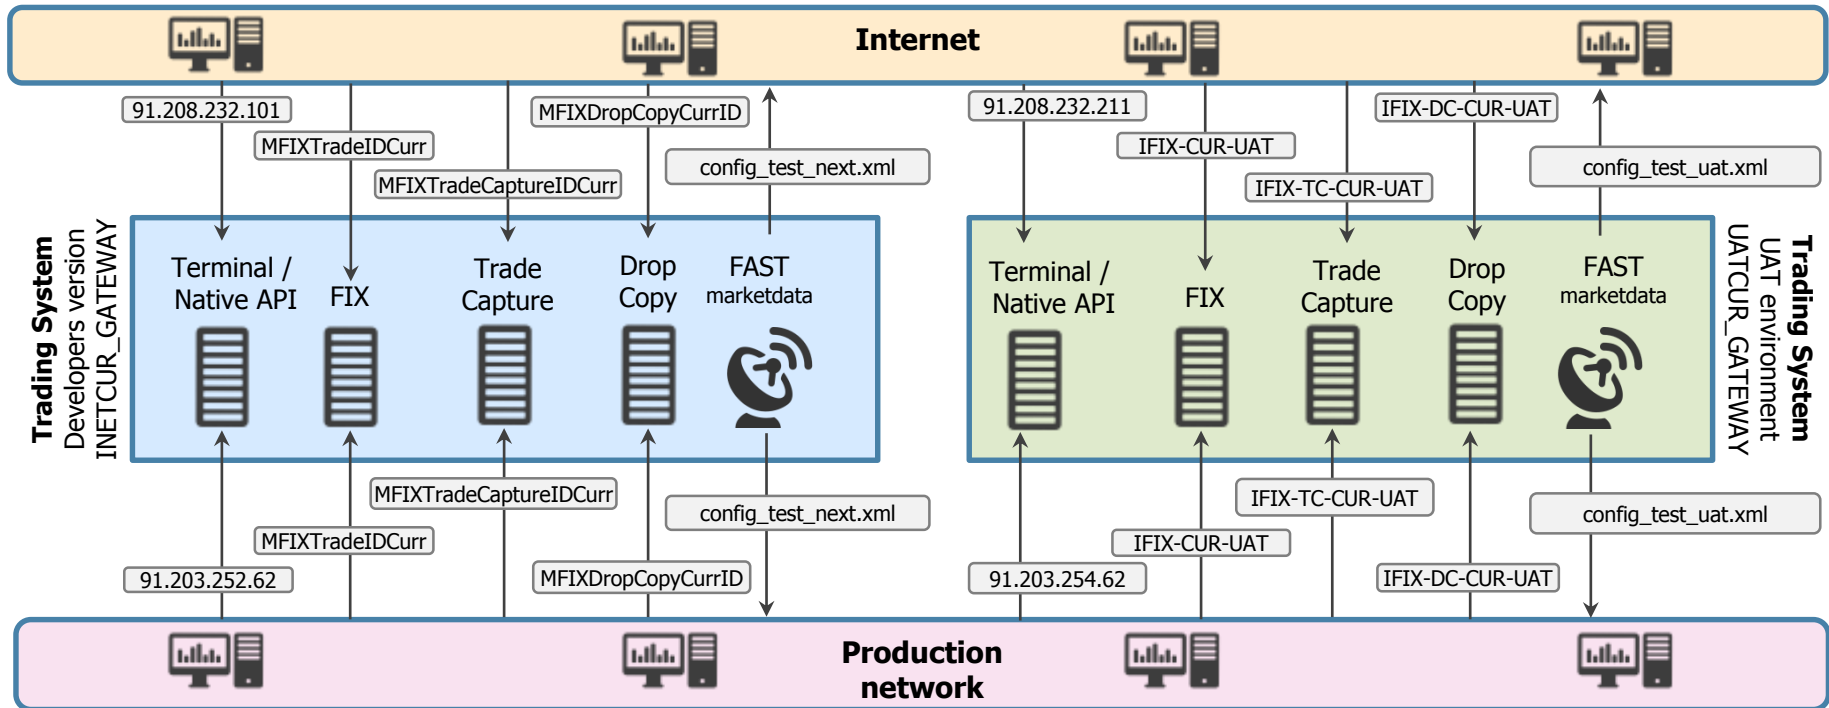 Internet
91.208.232.101
MFIXTradeIDCurr
MFIXTradeCaptureIDCurr
MFIXDropCopyCurrID
config_test_next.xml
91.208.232.211
IFIX-CUR-UAT
IFIX-TC-CUR-UAT
IFIX-DC-CUR-UAT
config_test_uat.xml
Trading System
Developers version
INETCUR_GATEWAY
Terminal /
Native API
FIX
Trade
Capture
Drop
Copy
FAST
marketdata
Terminal /
Native API
FIX
Trade
Capture
Drop
Copy
FAST
marketdata
Trading System
UAT environment
UATCUR_GATEWAY
91.203.252.62
MFIXTradeIDCurr
MFIXTradeCaptureIDCurr
MFIXDropCopyCurrID
config_test_next.xml
91.203.254.62
IFIX-CUR-UAT
IFIX-TC-CUR-UAT
IFIX-DC-CUR-UAT
config_test_uat.xml
Production
network